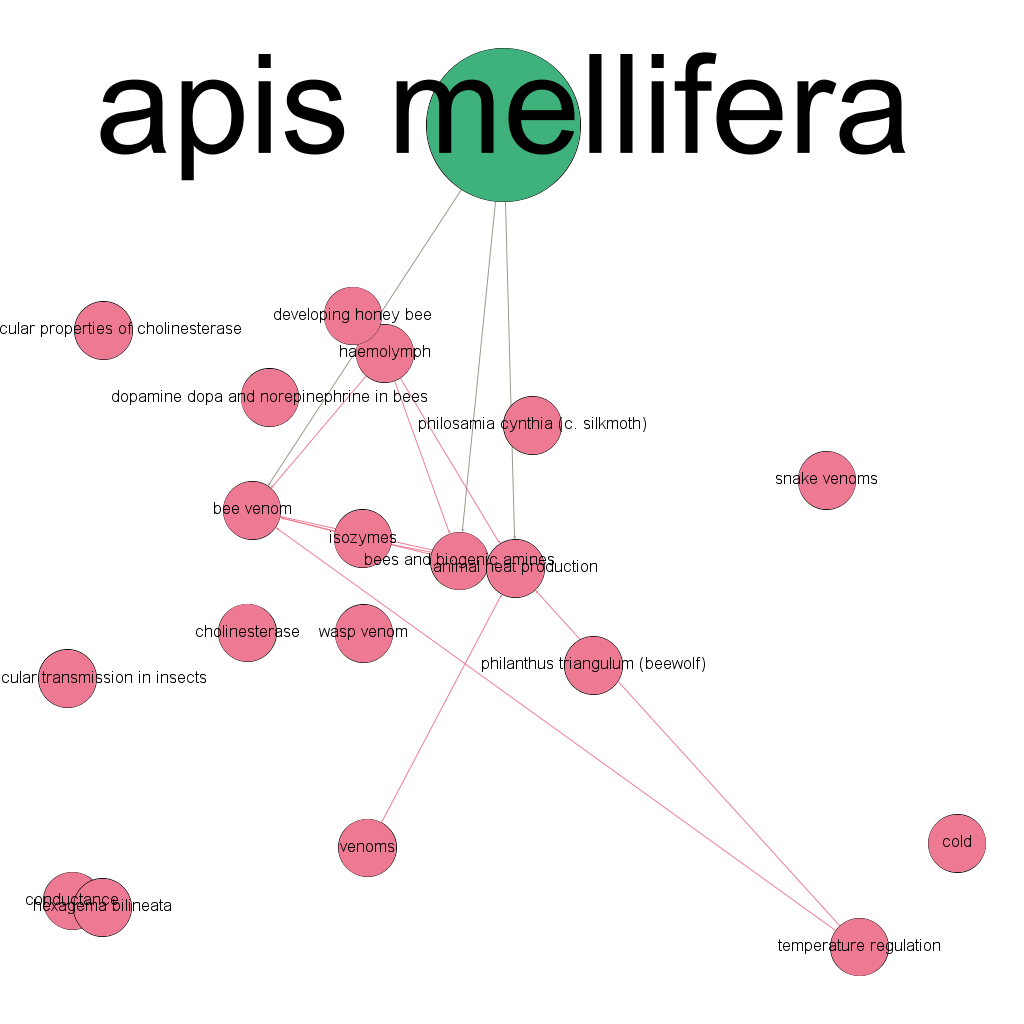 apis mellifera
developing honey bee
cular properties of cholinesterase
haemolymph
dopamine dopa and norepinephrine in bees
philosamia cynthia (c. silkmoth)
snake venoms
bee venom
isozymes
bees and biogenic amines
animal heat production
cholinesterase
wasp venom
philanthus triangulum (beewolf)
cular transmission in insects
cold
venoms
conductance
hexagema bilineata
temperature regulation